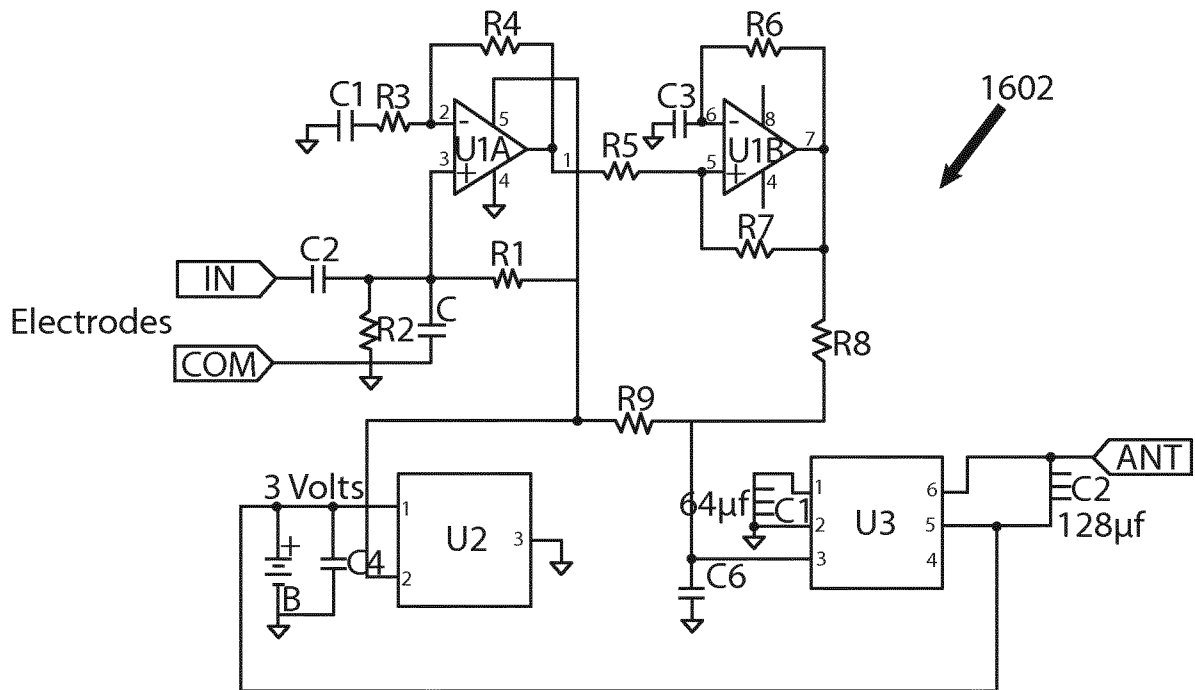 R4
R6
1602
C1
R3
C3
2
-
5
6
-
8
7
U1A
R5
U1B
3
+
1
5
+
4
4
R7
C2
R1
IN
Electrodes
R2
C
COM
R8
R9
3 Volts
ANT
1
64µf
C1
1
6
C2
+
U2
3
2
U3
5
128µf
C4
2
3
4
B
C6